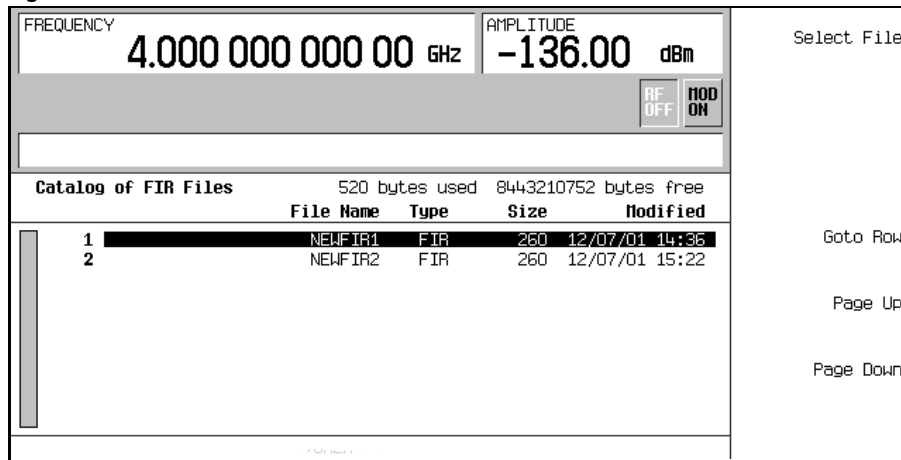 FREQUENCY
4.000 000 000 00 GHz
AMPLITUDE
-136.00 dBm
Select File
RF OFF
MOD ON
Catalog of FIR Files 520 bytes used 8443210752 bytes free
File Name Type Size Modified
1 NEWFIR1 FIR 260 12/07/01 14:36
2 NEWFIR2 FIR 260 12/07/01 15:22
Goto Row
Page Up
Page Down